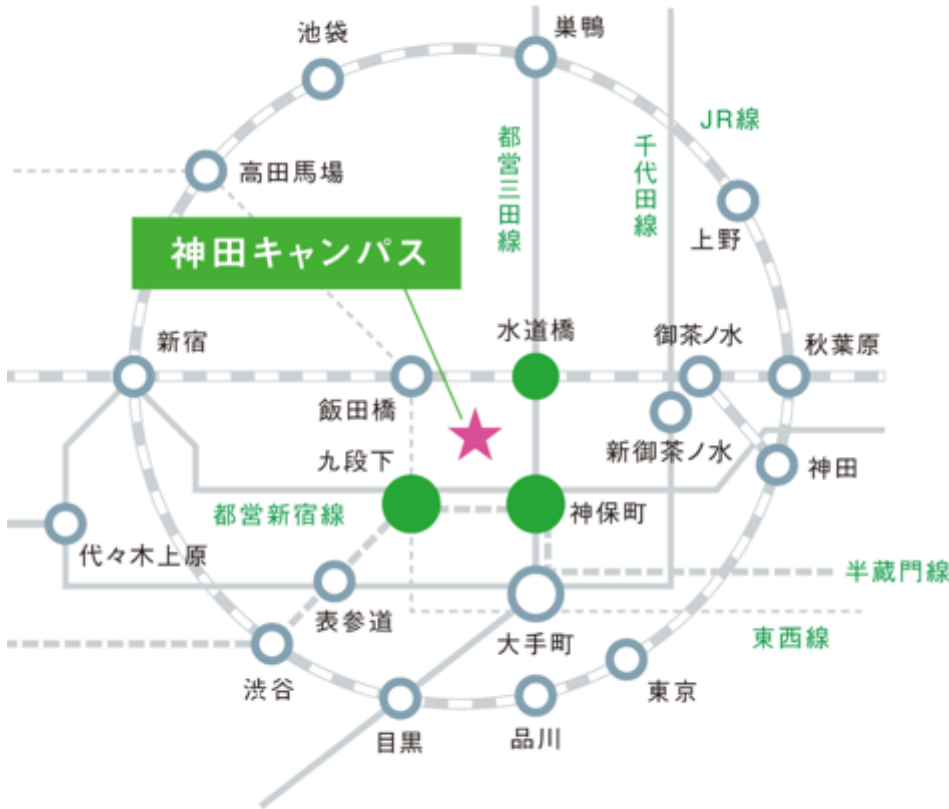 池袋
巣鴨
JR線
都営三田線
千代田線
高田馬場
上野
神田キャンパス
新宿
水道橋
御茶ノ水
秋葉原
飯田橋
新御茶ノ水
九段下
神田
都営新宿線
神保町
代々木上原
半蔵門線
表参道
大手町
東西線
渋谷
東京
目黒
品川